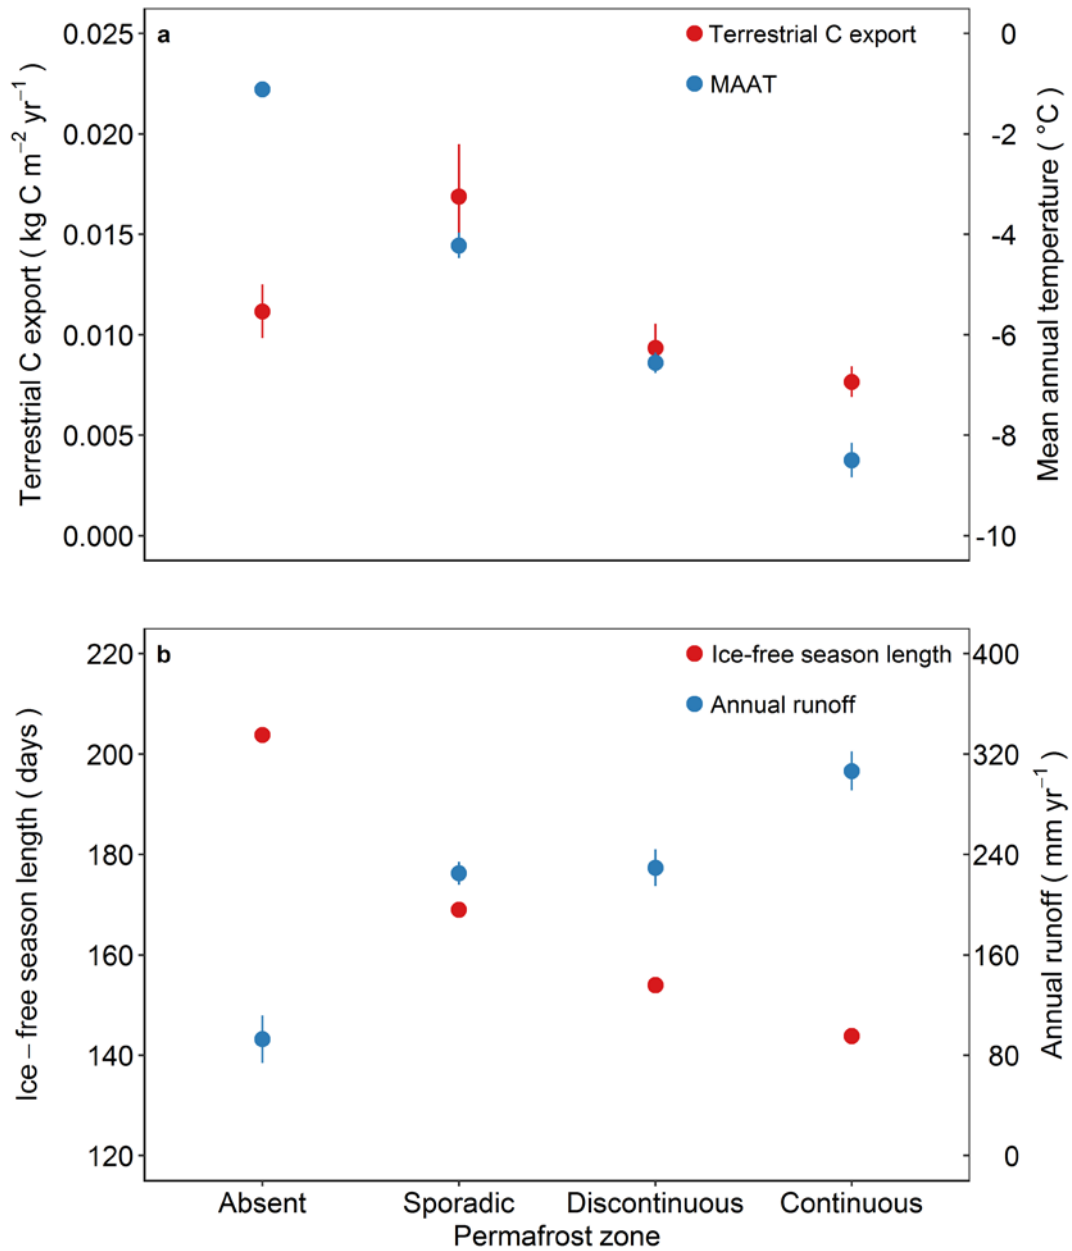 a
Terrestrial C export
MAAT
Terrestrial C export ( kg C m−2 yr−1 )
0.025
0.020
0.015
0.010
0.005
0.000
0
-2
-4
-6
-8
-10
Mean annual temperature ( °C )
b
Ice-free season length
Annual runoff
Ice−free season length ( days )
220
200
180
160
140
120
400
320
240
160
80
0
Annual runoff ( mm yr−1 )
Absent Sporadic Discontinuous Continuous
Permafrost zone